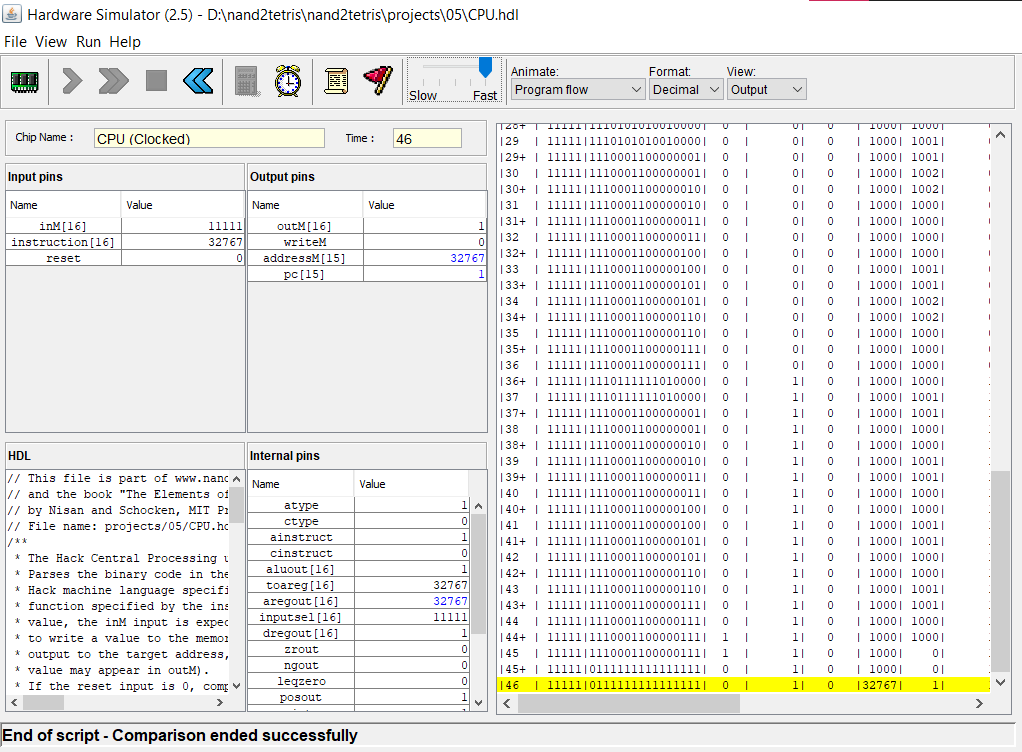 Hardware Simulator (2.5) - D:\nand2tetris\nand2tetris\projects\05\CPU.hdl
File View Run Help
Slow Fast
Animate: Format: View:
Program flow Decimal Output
Chip Name : CPU (Clocked) Time : 46
Input pins
Name Value
inM[16] 11111
instruction[16] 32767
reset 0
Output pins
Name Value
outM[16] 1
writeM 0
addressM[15] 32767
pc[15] 1
HDL
// This file is part of www.nand
// and the book "The Elements of
// by Nisan and Schocken, MIT Pr
// File name: projects/05/CPU.hd
/**
* The Hack Central Processing u
* Parses the binary code in the
* Hack machine language specifi
* function specified by the ins
* value, the inM input is expec
* to write a value to the memor
* output to the target address,
* value may appear in outM).
* If the reset input is 0, comp
Internal pins
Name Value
atype 1
ctype 0
ainstruct 1
cinstruct 0
aluout[16] 1
toareg[16] 32767
aregout[16] 32767
inputsel[16] 11111
dregout[16] 1
zrout 0
ngout 0
leqzero 0
posout 1
|28+ | 11111|1110101010010000| 0 | 0| 0 | 1000| 1000|
|29 | 11111|1110101010010000| 0 | 0| 0 | 1000| 1001|
|29+ | 11111|1110001100000001| 0 | 0| 0 | 1000| 1001|
|30 | 11111|1110001100000001| 0 | 0| 0 | 1000| 1002|
|30+ | 11111|1110001100000010| 0 | 0| 0 | 1000| 1002|
|31 | 11111|1110001100000010| 0 | 0| 0 | 1000| 1000|
|31+ | 11111|1110001100000011| 0 | 0| 0 | 1000| 1000|
|32 | 11111|1110001100000011| 0 | 0| 0 | 1000| 1000|
|32+ | 11111|1110001100000100| 0 | 0| 0 | 1000| 1000|
|33 | 11111|1110001100000100| 0 | 0| 0 | 1000| 1001|
|33+ | 11111|1110001100000101| 0 | 0| 0 | 1000| 1001|
|34 | 11111|1110001100000101| 0 | 0| 0 | 1000| 1002|
|34+ | 11111|1110001100000110| 0 | 0| 0 | 1000| 1002|
|35 | 11111|1110001100000110| 0 | 0| 0 | 1000| 1000|
|35+ | 11111|1110001100000111| 0 | 0| 0 | 1000| 1000|
|36 | 11111|1110001100000111| 0 | 0| 0 | 1000| 1000|
|36+ | 11111|1110111111010000| 0 | 1| 0 | 1000| 1000|
|37 | 11111|1110111111010000| 0 | 1| 0 | 1000| 1001|
|37+ | 11111|1110001100000001| 0 | 1| 0 | 1000| 1001|
|38 | 11111|1110001100000001| 0 | 1| 0 | 1000| 1000|
|38+ | 11111|1110001100000010| 0 | 1| 0 | 1000| 1000|
|39 | 11111|1110001100000010| 0 | 1| 0 | 1000| 1001|
|39+ | 11111|1110001100000011| 0 | 1| 0 | 1000| 1001|
|40 | 11111|1110001100000011| 0 | 1| 0 | 1000| 1000|
|40+ | 11111|1110001100000100| 0 | 1| 0 | 1000| 1000|
|41 | 11111|1110001100000100| 0 | 1| 0 | 1000| 1001|
|41+ | 11111|1110001100000101| 0 | 1| 0 | 1000| 1001|
|42 | 11111|1110001100000101| 0 | 1| 0 | 1000| 1000|
|42+ | 11111|1110001100000110| 0 | 1| 0 | 1000| 1000|
|43 | 11111|1110001100000110| 0 | 1| 0 | 1000| 1001|
|43+ | 11111|1110001100000111| 0 | 1| 0 | 1000| 1001|
|44 | 11111|1110001100000111| 0 | 1| 0 | 1000| 1000|
|44+ | 11111|1110001100000111| 1 | 1| 0 | 1000| 1000|
|45 | 11111|1110001100000111| 1 | 1| 0 | 1000| 0|
|45+ | 11111|0111111111111111| 0 | 1| 0 | 1000| 0|
|46 | 11111|0111111111111111| 0 | 1| 0 |32767| 1|
End of script - Comparison ended successfully